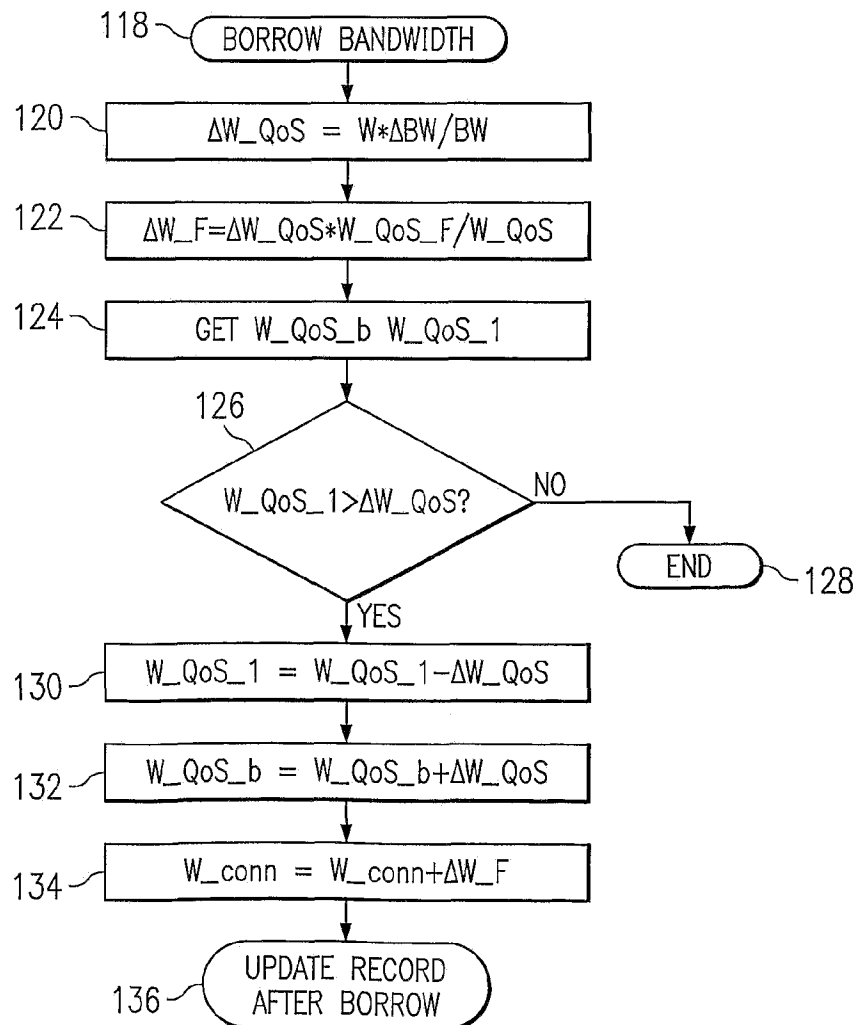 118
BORROW BANDWIDTH
120
ΔW_QoS = W*ΔBW/BW
122
ΔW_F=ΔW_QoS*W_QoS_F/W_QoS
124
GET W_QoS_b W_QoS_1
126
W_QoS_1>ΔW_QoS?
NO
END
128
YES
130
W_QoS_1 = W_QoS_1-ΔW_QoS
132
W_QoS_b = W_QoS_b+ΔW_QoS
134
W_conn = W_conn+ΔW_F
136
UPDATE RECORD
AFTER BORROW